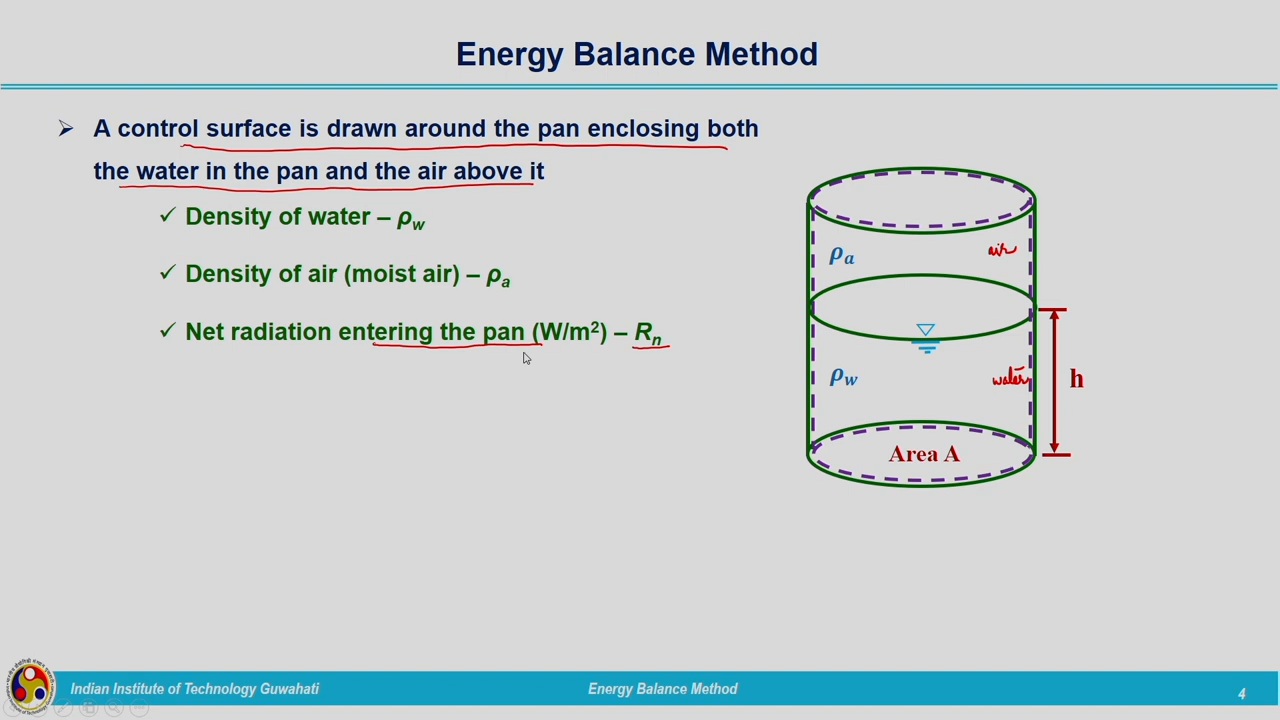 Energy Balance Method
➢ A control surface is drawn around the pan enclosing both
the water in the pan and the air above it
✓ Density of water – ρw
✓ Density of air (moist air) – ρa
✓ Net radiation entering the pan (W/m²) – Rn
ρa
air
ρw
water
h
Area A
Indian Institute of Technology Guwahati
Energy Balance Method
4